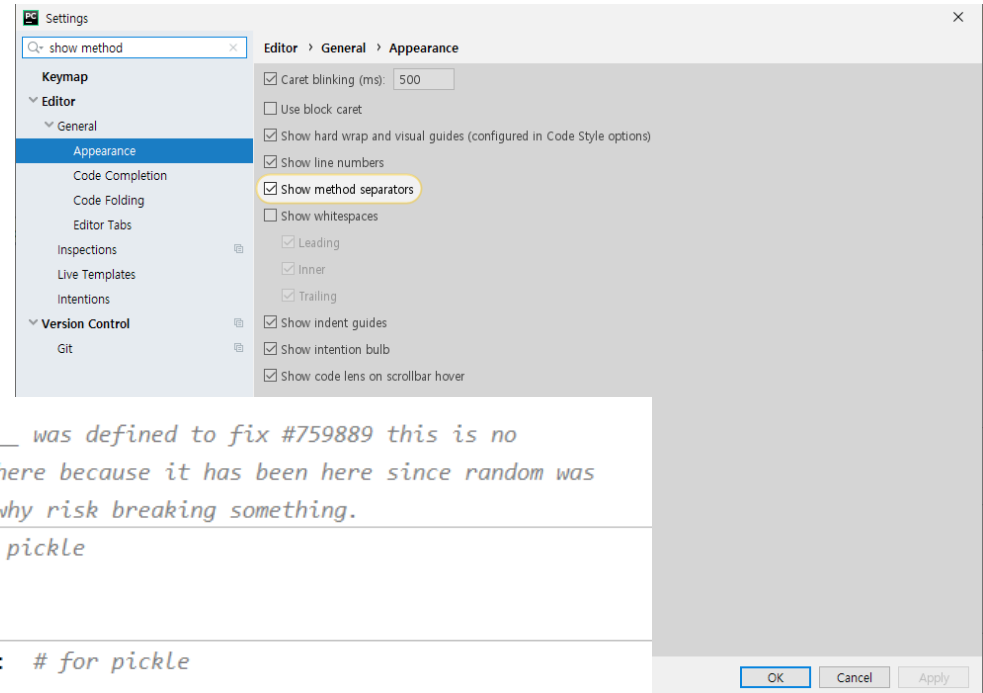 PC Settings
show method
Keymap
Editor
General
Appearance
Code Completion
Code Folding
Editor Tabs
Inspections
Live Templates
Intentions
Version Control
Git
Editor › General › Appearance
Caret blinking (ms): 500
Use block caret
Show hard wrap and visual guides (configured in Code Style options)
Show line numbers
Show method separators
Show whitespaces
Leading
Inner
Trailing
Show indent guides
Show intention bulb
Show code lens on scrollbar hover
__ was defined to fix #759889 this is no
here because it has been here since random was
why risk breaking something.
pickle
: # for pickle
OK Cancel Apply